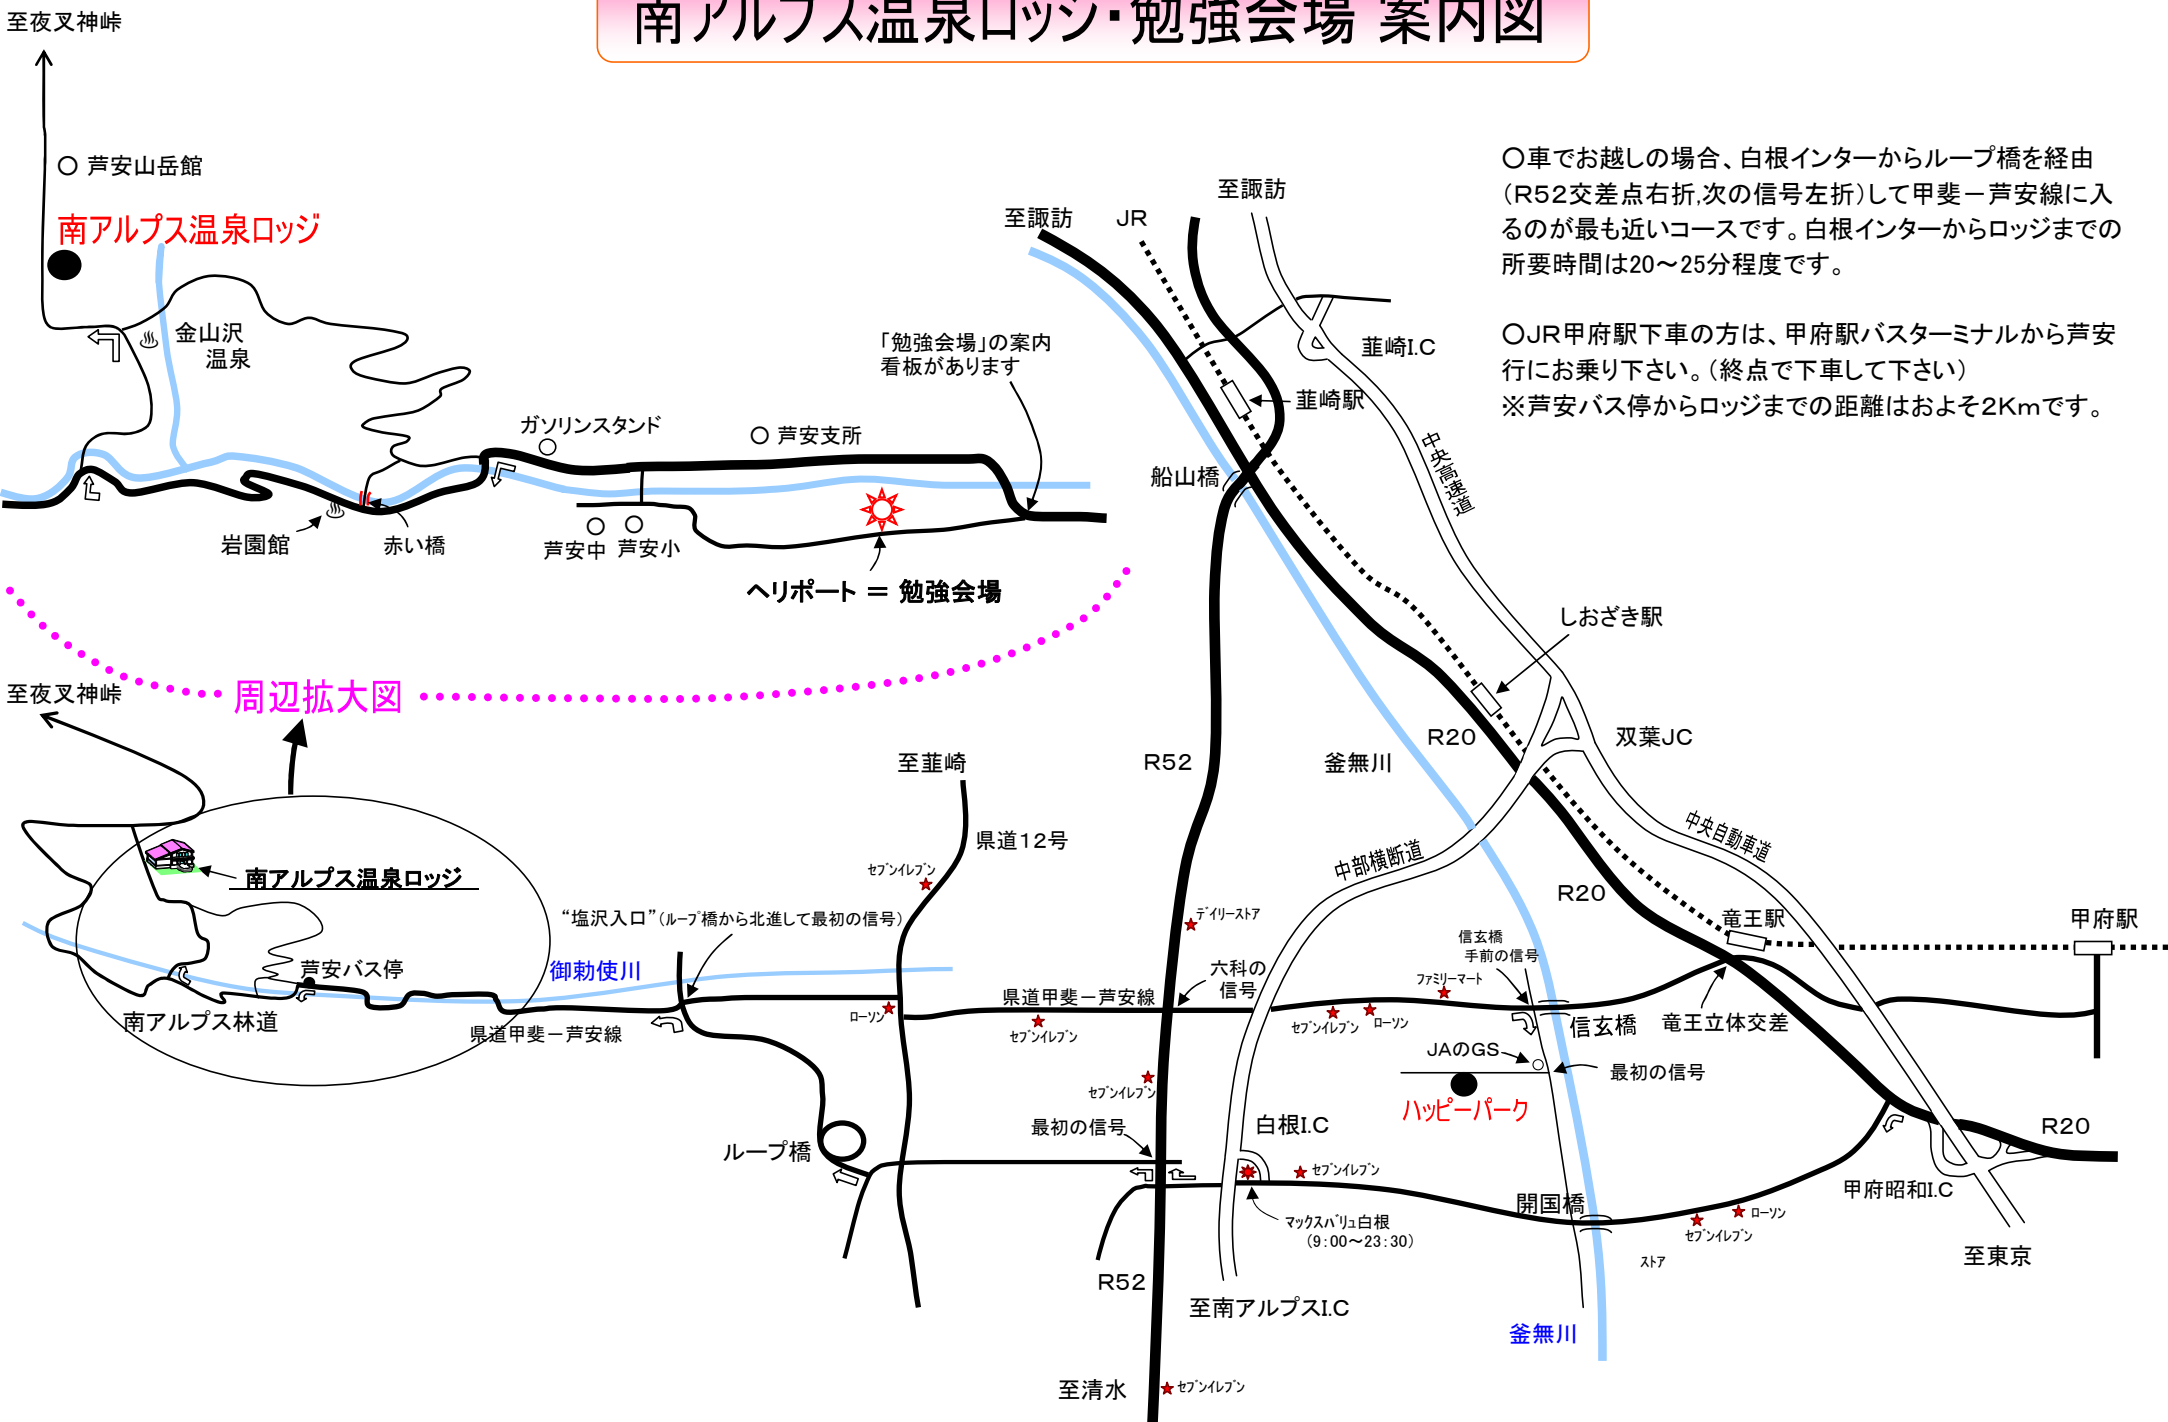 南アルプス温泉ロッジ・勉強会場 案内図
至夜叉神峠
○ 芦安山岳館
南アルプス温泉ロッジ
金山沢
温泉
岩園館
赤い橋
ガソリンスタンド
○ 芦安支所
「勉強会場」の案内
看板があります
芦安中
芦安小
ヘリポート ＝ 勉強会場
○車でお越しの場合、白根インターからループ橋を経由
（R52交差点右折,次の信号左折）して甲斐－芦安線に入
るのが最も近いコースです。白根インターからロッジまでの
所要時間は20～25分程度です。
○JR甲府駅下車の方は、甲府駅バスターミナルから芦安
行にお乗り下さい。（終点で下車して下さい）
※芦安バス停からロッジまでの距離はおよそ2Kmです。
至諏訪
JR
至諏訪
韮崎I.C
韮崎駅
船山橋
中央高速道
しおざき駅
双葉JC
R20
釜無川
R52
中部横断道
中央自動車道
R20
竜王駅
甲府駅
周辺拡大図
至夜叉神峠
南アルプス温泉ロッジ
芦安バス停
南アルプス林道
御勅使川
県道甲斐－芦安線
“塩沢入口”（ループ橋から北進して最初の信号）
至韮崎
県道12号
ｾﾌﾞﾝｲﾚﾌﾞﾝ
ﾛｰｿﾝ
県道甲斐－芦安線
ｾﾌﾞﾝｲﾚﾌﾞﾝ
ﾃﾞｲﾘｰｽﾄｱ
六科の
信号
信玄橋
手前の信号
ﾌｧﾐﾘｰﾏｰﾄ
ｾﾌﾞﾝｲﾚﾌﾞﾝ
ﾛｰｿﾝ
信玄橋
竜王立体交差
JAのGS
最初の信号
ハッピーパーク
ｾﾌﾞﾝｲﾚﾌﾞﾝ
最初の信号
ループ橋
白根I.C
ｾﾌﾞﾝｲﾚﾌﾞﾝ
ﾏｯｸｽﾊﾞﾘｭ白根
（9:00～23:30）
開国橋
ｾﾌﾞﾝｲﾚﾌﾞﾝ
ﾛｰｿﾝ
ｽﾄｱ
甲府昭和I.C
R20
至東京
R52
至南アルプスI.C
釜無川
至清水
ｾﾌﾞﾝｲﾚﾌﾞﾝ